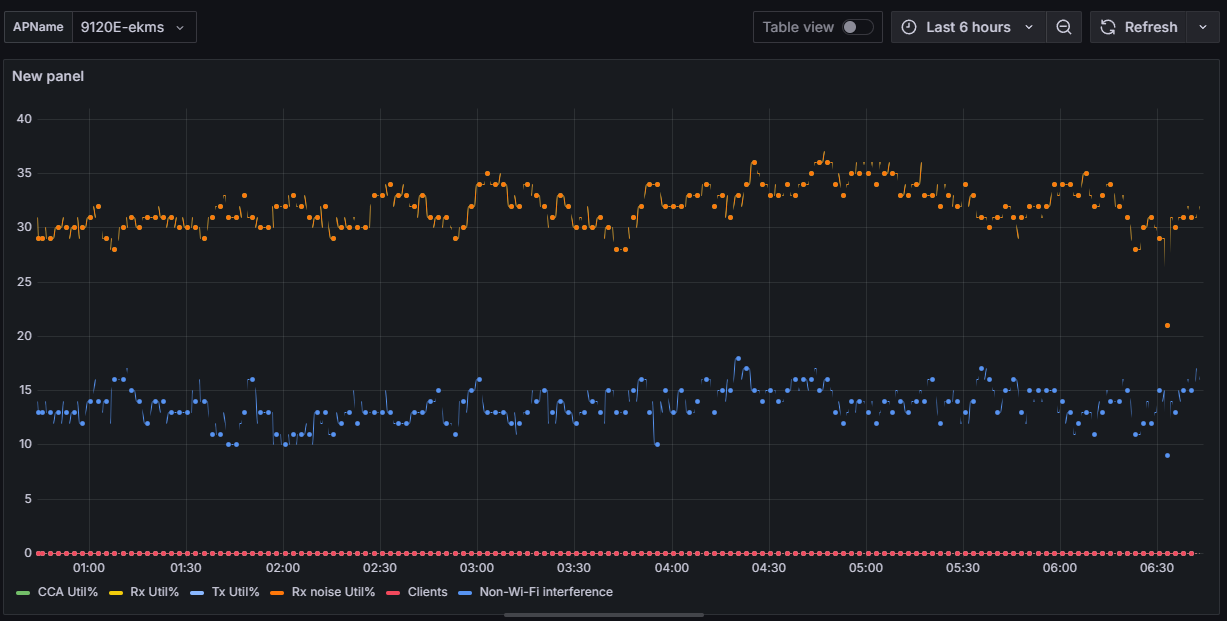 APName 9120E-ekms Table view Last 6 hours Refresh
New panel
40
35
30
25
20
15
10
5
0
01:00 01:30 02:00 02:30 03:00 03:30 04:00 04:30 05:00 05:30 06:00 06:30
CCA Util% Rx Util% Tx Util% Rx noise Util% Clients Non-Wi-Fi interference